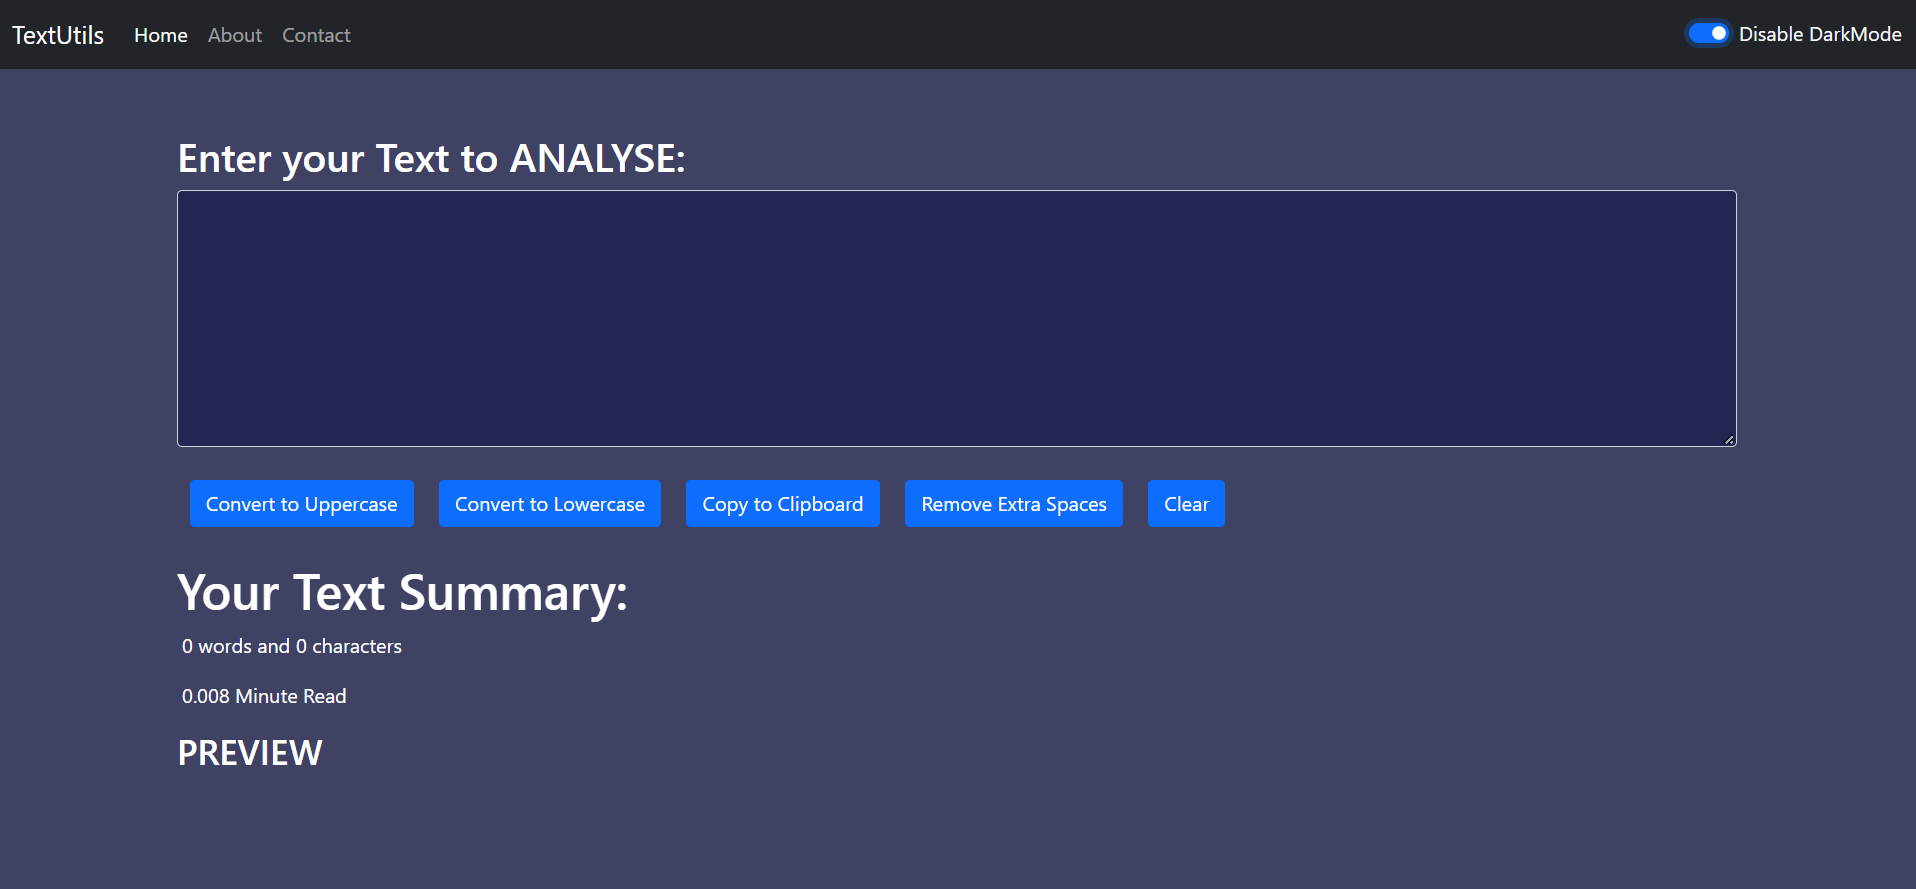 TextUtils Home About Contact Disable DarkMode
Enter your Text to ANALYSE:
Convert to Uppercase Convert to Lowercase Copy to Clipboard Remove Extra Spaces Clear
Your Text Summary:
0 words and 0 characters
0.008 Minute Read
PREVIEW